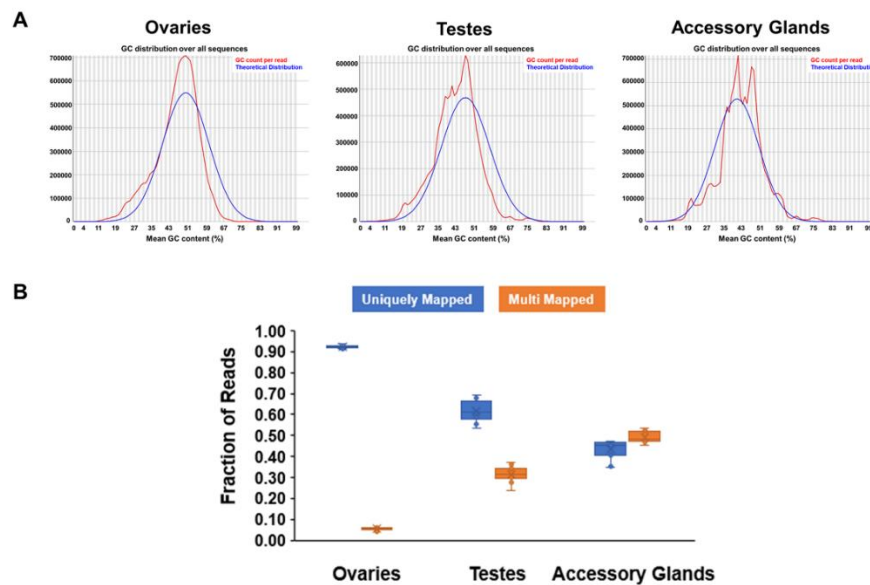 A
Ovaries
Testes
Accessory Glands
GC distribution over all sequences
GC distribution over all sequences
GC distribution over all sequences
700000
600000
500000
400000
300000
200000
100000
0
GC count per read
Theoretical Distribution
0 4 11 19 27 35 43 51 59 67 75 83 91 99
Mean GC content (%)
600000
500000
400000
300000
200000
100000
0
GC count per read
Theoretical Distribution
0 4 11 19 27 35 43 51 59 67 75 83 91 99
Mean GC content (%)
700000
600000
500000
400000
300000
200000
100000
0
GC count per read
Theoretical Distribution
0 4 11 19 27 35 43 51 59 67 75 83 91 99
Mean GC content (%)
B
Uniquely Mapped
Multi Mapped
Fraction of Reads
1.00
0.90
0.80
0.70
0.60
0.50
0.40
0.30
0.20
0.10
0.00
Ovaries
Testes
Accessory Glands